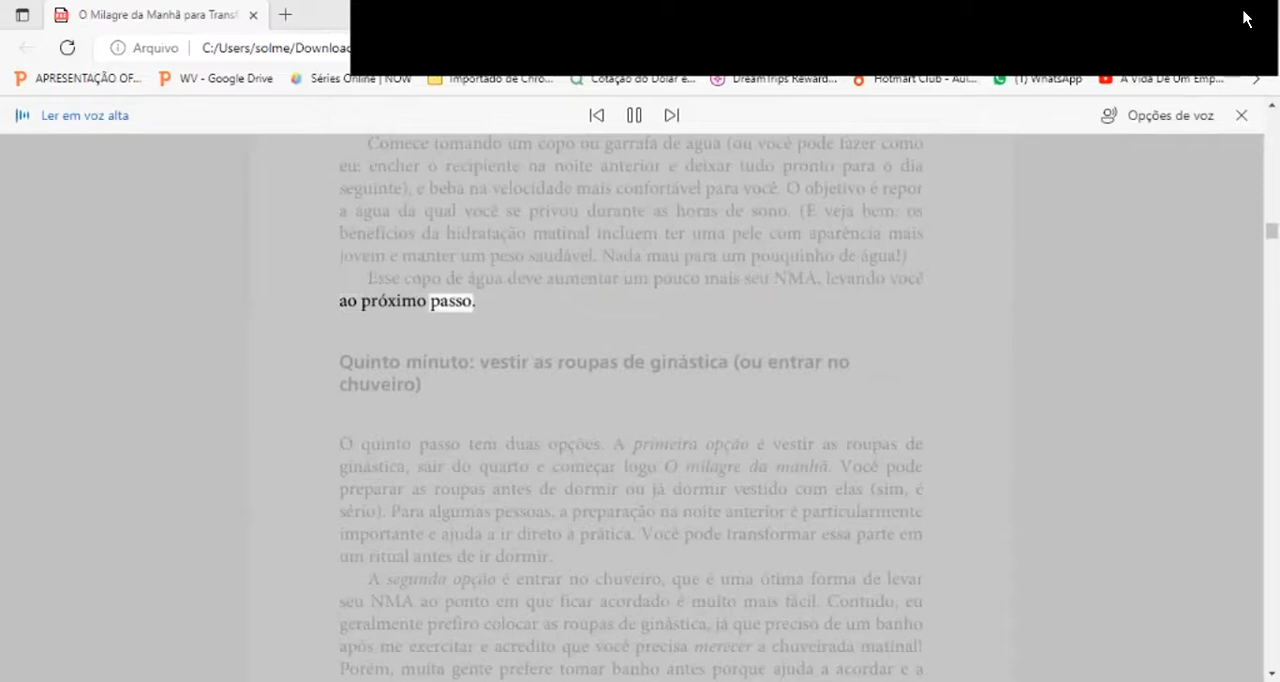 O Milagre da Manhã para Trans
Arquivo
C:/Users/solme/Downloac
APRESENTAÇÃO OF...
WV - Google Drive
Séries Online | NOW
Importado de Chro...
Cotação do Dólar e...
DreamTrips Reward...
Hotmart Club - Aul...
(1) WhatsApp
A Vida De Um Emp...
Ler em voz alta
Opções de voz
Comece tomando um copo ou garrafa de água (ou você pode fazer como
eu: encher o recipiente na noite anterior e deixar tudo pronto para o dia
seguinte), e beba na velocidade mais confortável para você. O objetivo é repor
a água da qual você se privou durante as horas de sono. (E veja bem: os
benefícios da hidratação matinal incluem ter uma pele com aparência mais
jovem e manter um peso saudável. Nada mau para um pouquinho de água!)
Esse copo de água deve aumentar um pouco mais seu NMA, levando você
ao próximo passo.
Quinto minuto: vestir as roupas de ginástica (ou entrar no
chuveiro)
O quinto passo tem duas opções. A primeira opção é vestir as roupas de
ginástica, sair do quarto e começar logo O milagre da manhã. Você pode
preparar as roupas antes de dormir ou já dormir vestido com elas (sim, é
sério). Para algumas pessoas, a preparação na noite anterior é particularmente
importante e ajuda a ir direto à prática. Você pode transformar essa parte em
um ritual antes de ir dormir.
A segunda opção é entrar no chuveiro, que é uma ótima forma de levar
seu NMA ao ponto em que ficar acordado é muito mais fácil. Contudo, eu
geralmente prefiro colocar as roupas de ginástica, já que preciso de um banho
após me exercitar e acredito que você precisa merecer a chuveirada matinal!
Porém, muita gente prefere tomar banho antes porque ajuda a acordar e a